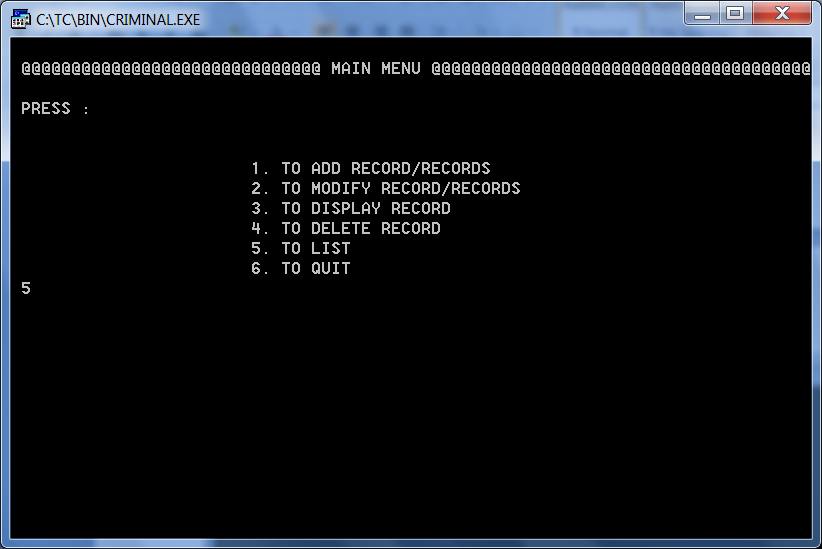 C:\TC\BIN\CRIMINAL.EXE
@@@@@@@@@@@@@@@@@@@@@@@@@@@@@@ MAIN MENU @@@@@@@@@@@@@@@@@@@@@@@@@@@@@@@@@@@@@@
PRESS :
1. TO ADD RECORD/RECORDS
2. TO MODIFY RECORD/RECORDS
3. TO DISPLAY RECORD
4. TO DELETE RECORD
5. TO LIST
6. TO QUIT
5